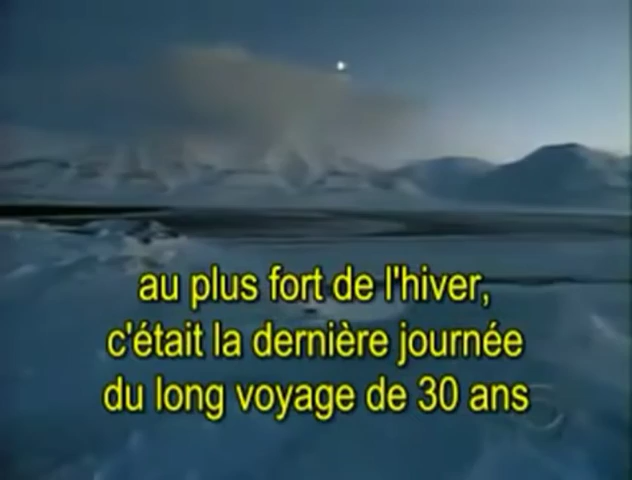 au plus fort de l'hiver,
c'était la dernière journée
du long voyage de 30 ans